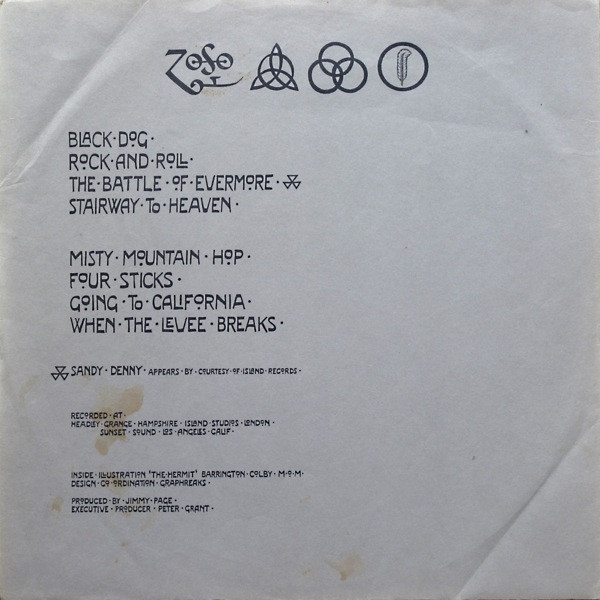 ZOSO
BLACK·DOG·
ROCK·AND·ROLL·
THE·BATTLE·OF·EVERMORE·
STAIRWAY·TO·HEAVEN·
MISTY·MOUNTAIN·HOP·
FOUR·STICKS·
GOING·TO·CALIFORNIA·
WHEN·THE·LEVEE·BREAKS·
SANDY·DENNY·APPEARS·BY·COURTESY·OF·ISLAND·RECORDS·
RECORDED·AT·
HEADLEY·GRANGE·HAMPSHIRE·ISLAND·STUDIOS·LONDON·
SUNSET·SOUND·LOS·ANGELES·CALIF·
INSIDE·ILLUSTRATION 'THE·HERMIT' BARRINGTON·COLBY·M·O·M·
DESIGN·CO·ORDINATION·GRAPHREAKS·
PRODUCED·BY·JIMMY·PAGE·
EXECUTIVE·PRODUCER·PETER·GRANT·